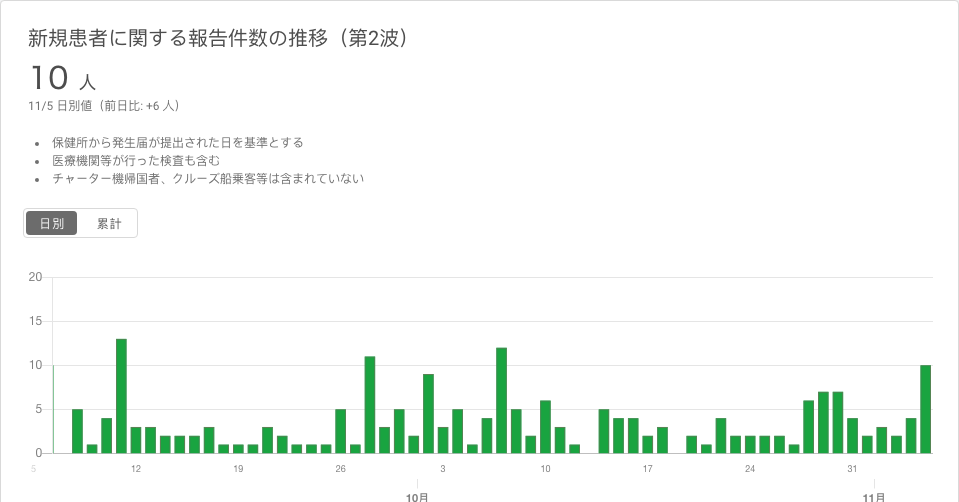 新規患者に関する報告件数の推移（第2波）
10 人
11/5 日別値（前日比: +6 人）
保健所から発生届が提出された日を基準とする
医療機関等が行った検査も含む
チャーター機帰国者、クルーズ船乗客等は含まれていない
日別 累計
20
15
10
5
0
5 12 19 26 3 10 17 24 31
10月 11月